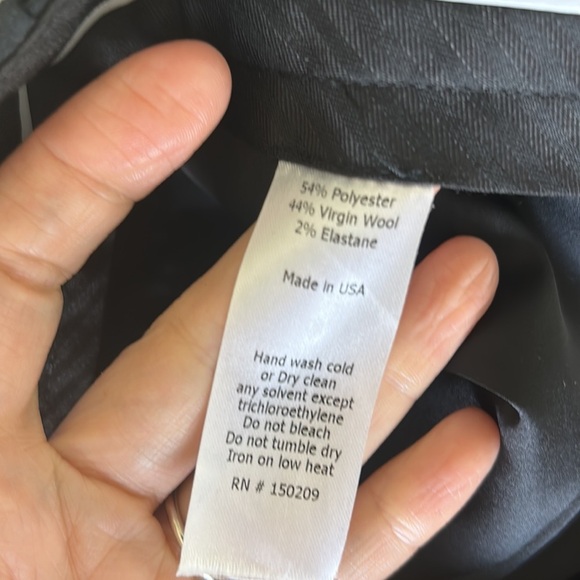 54% Polyester
44% Virgin Wool
2% Elastane
Made in USA
Hand wash cold
or Dry clean
any solvent except
trichloroethylene
Do not bleach
Do not tumble dry
Iron on low heat
RN # 150209